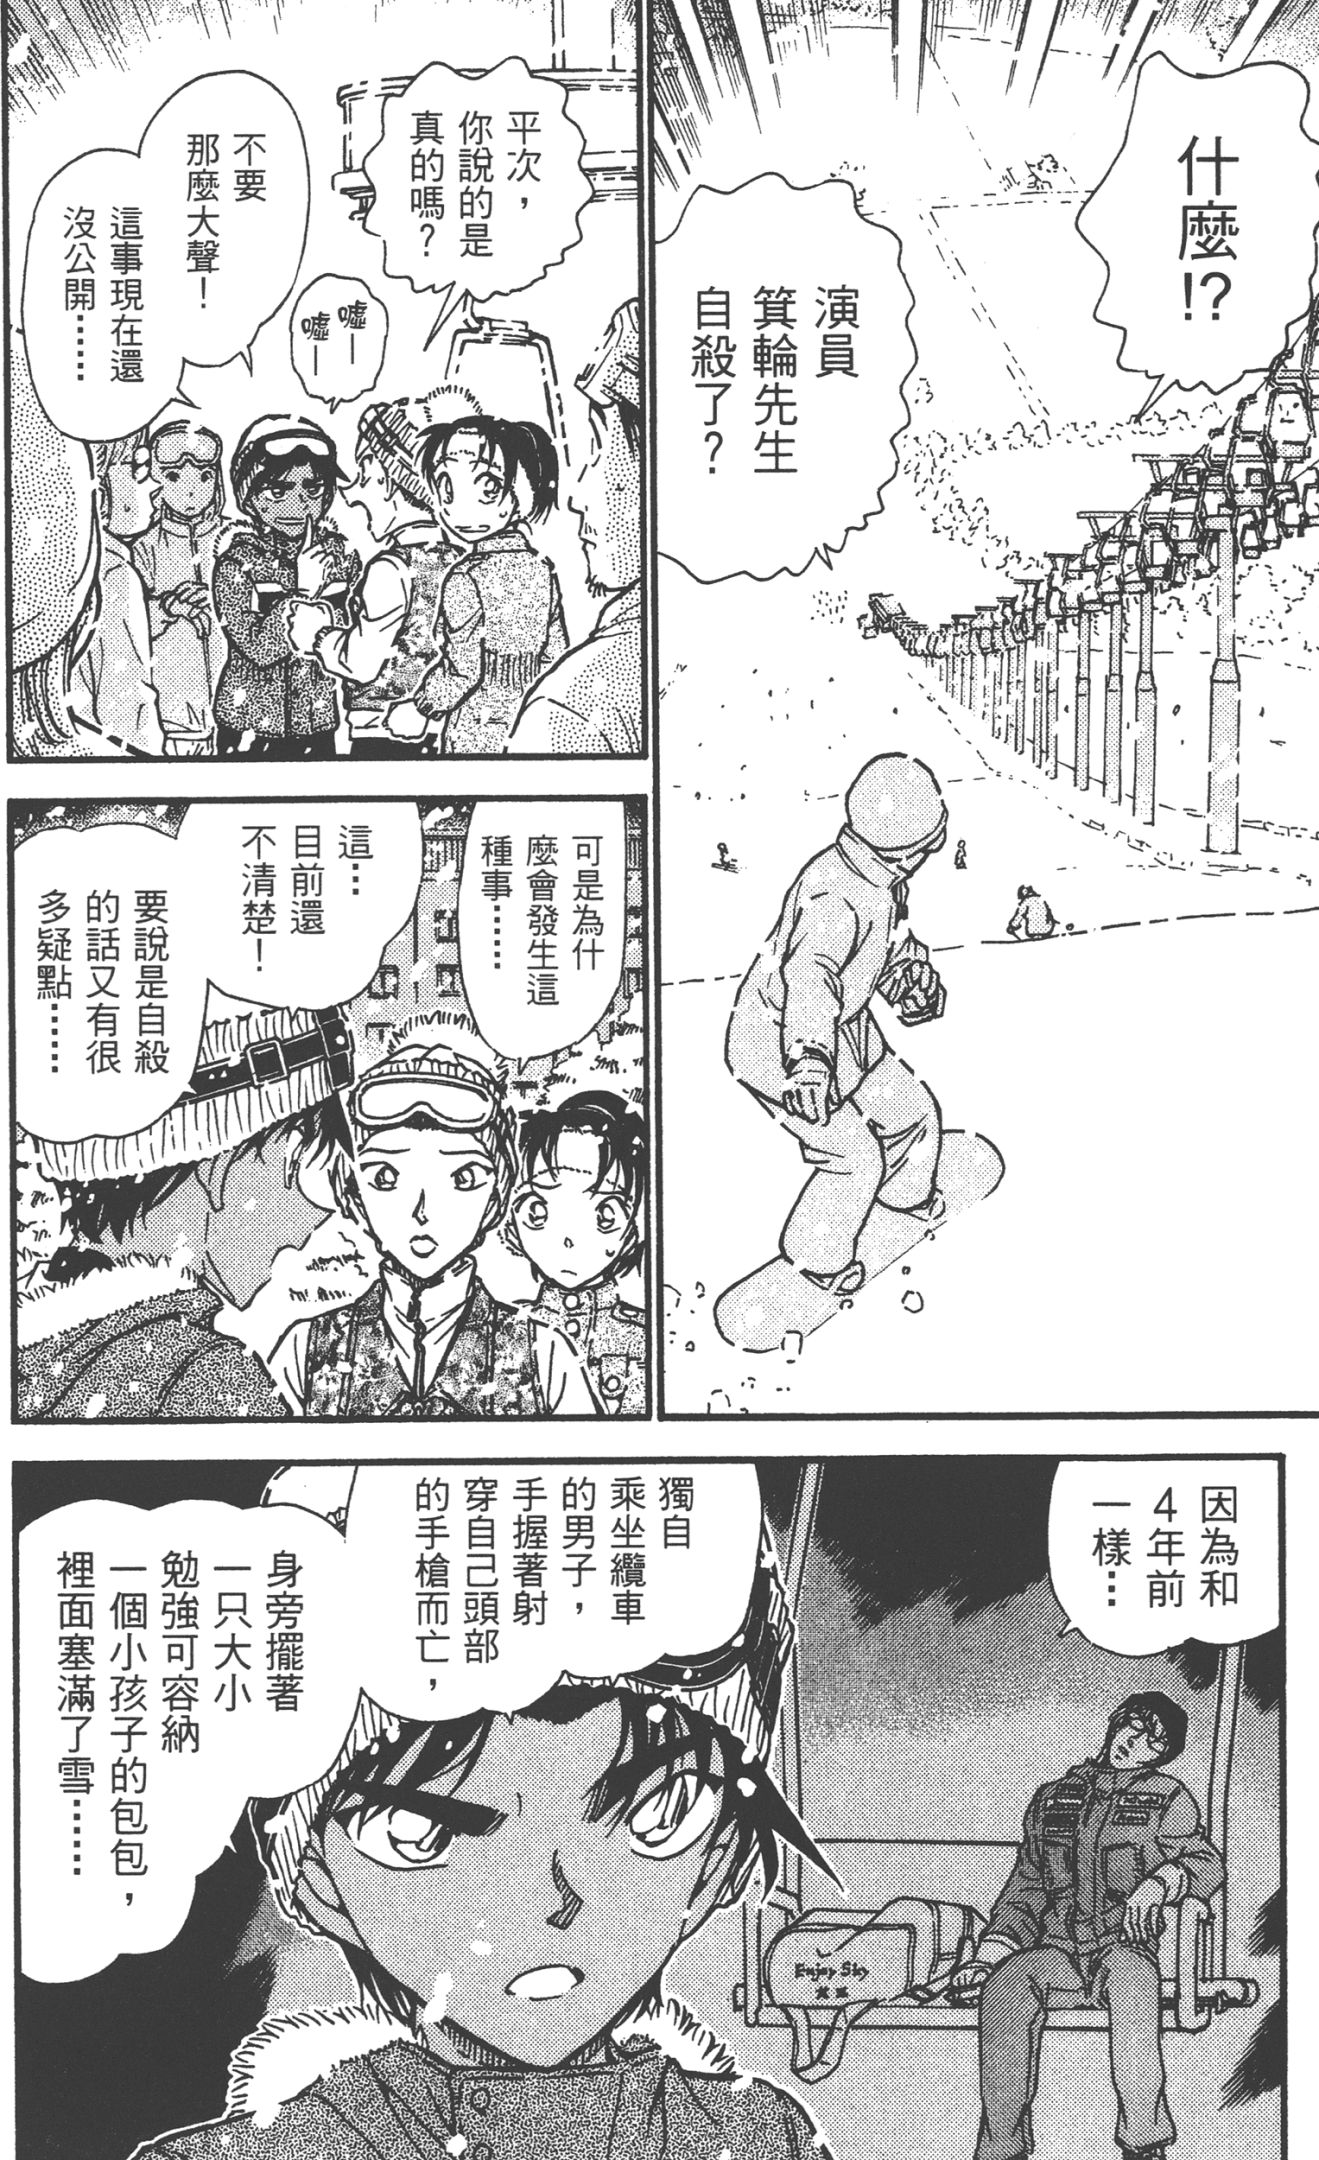 什麼!?
演員
箕輪先生
自殺了？
平次，
你說的是
真的嗎？
噓—
噓—
不要
那麼大聲！
這事現在還
沒公開……
可是為什
麼會發生這
種事……
這…
目前還
不清楚！
要說是自殺
的話又有很
多疑點……
因為和
4年前
一樣…
獨自
乘坐纜車
的男子，
手握著射
穿自己頭部
的手槍而亡，
身旁擺著
一只大小
勉強可容納
一個小孩子的包包，
裡面塞滿了雪……
Enjoy Sky